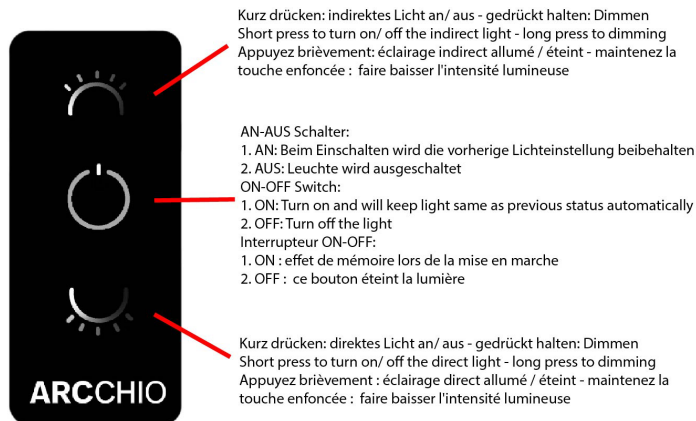 Kurz drücken: indirektes Licht an/ aus - gedrückt halten: Dimmen
Short press to turn on/ off the indirect light - long press to dimming
Appuyez brièvement: éclairage indirect allumé / éteint - maintenez la
touche enfoncée :  faire baisser l'intensité lumineuse
AN-AUS Schalter:
1. AN: Beim Einschalten wird die vorherige Lichteinstellung beibehalten
2. AUS: Leuchte wird ausgeschaltet
ON-OFF Switch:
1. ON: Turn on and will keep light same as previous status automatically
2. OFF: Turn off the light
Interrupteur ON-OFF:
1. ON : effet de mémoire lors de la mise en marche
2. OFF :  ce bouton éteint la lumière
Kurz drücken: direktes Licht an/ aus - gedrückt halten: Dimmen
Short press to turn on/ off the direct light - long press to dimming
Appuyez brièvement : éclairage direct allumé / éteint - maintenez la
touche enfoncée :  faire baisser l'intensité lumineuse
ARCCHIO